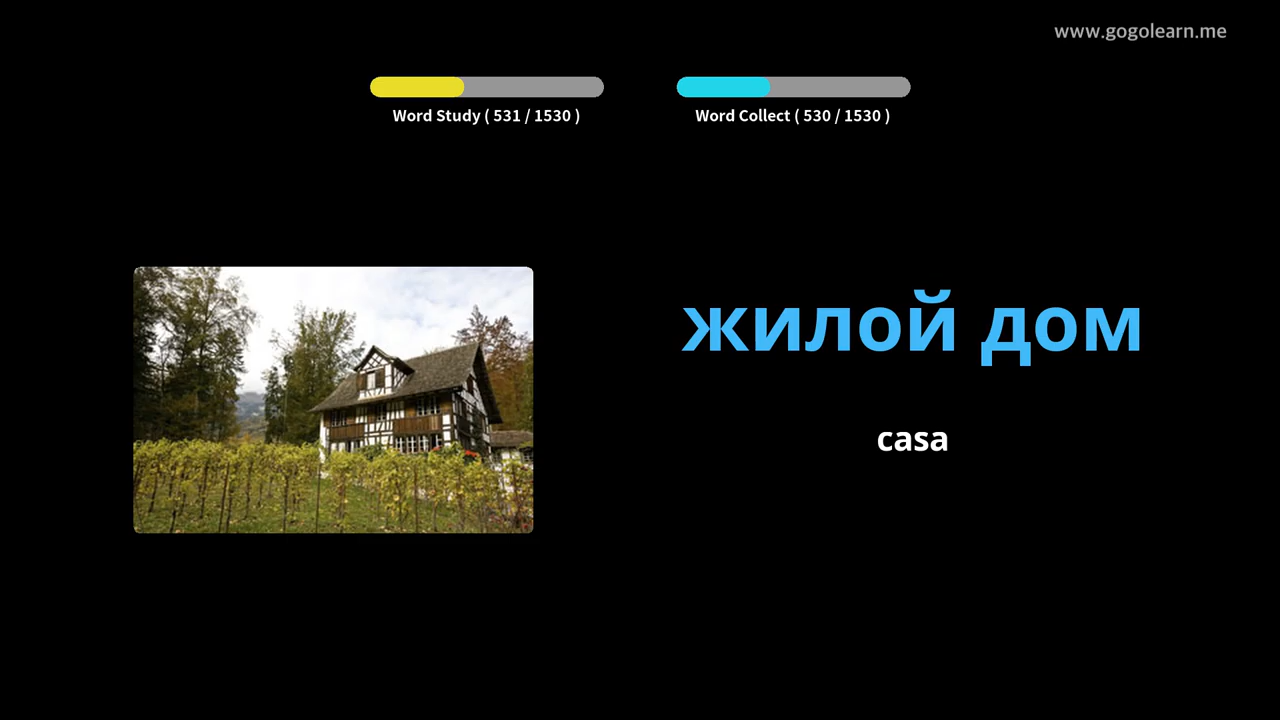 www.gogolearn.me
Word Study ( 531 / 1530 )
Word Collect ( 530 / 1530 )
жилой дом
casa